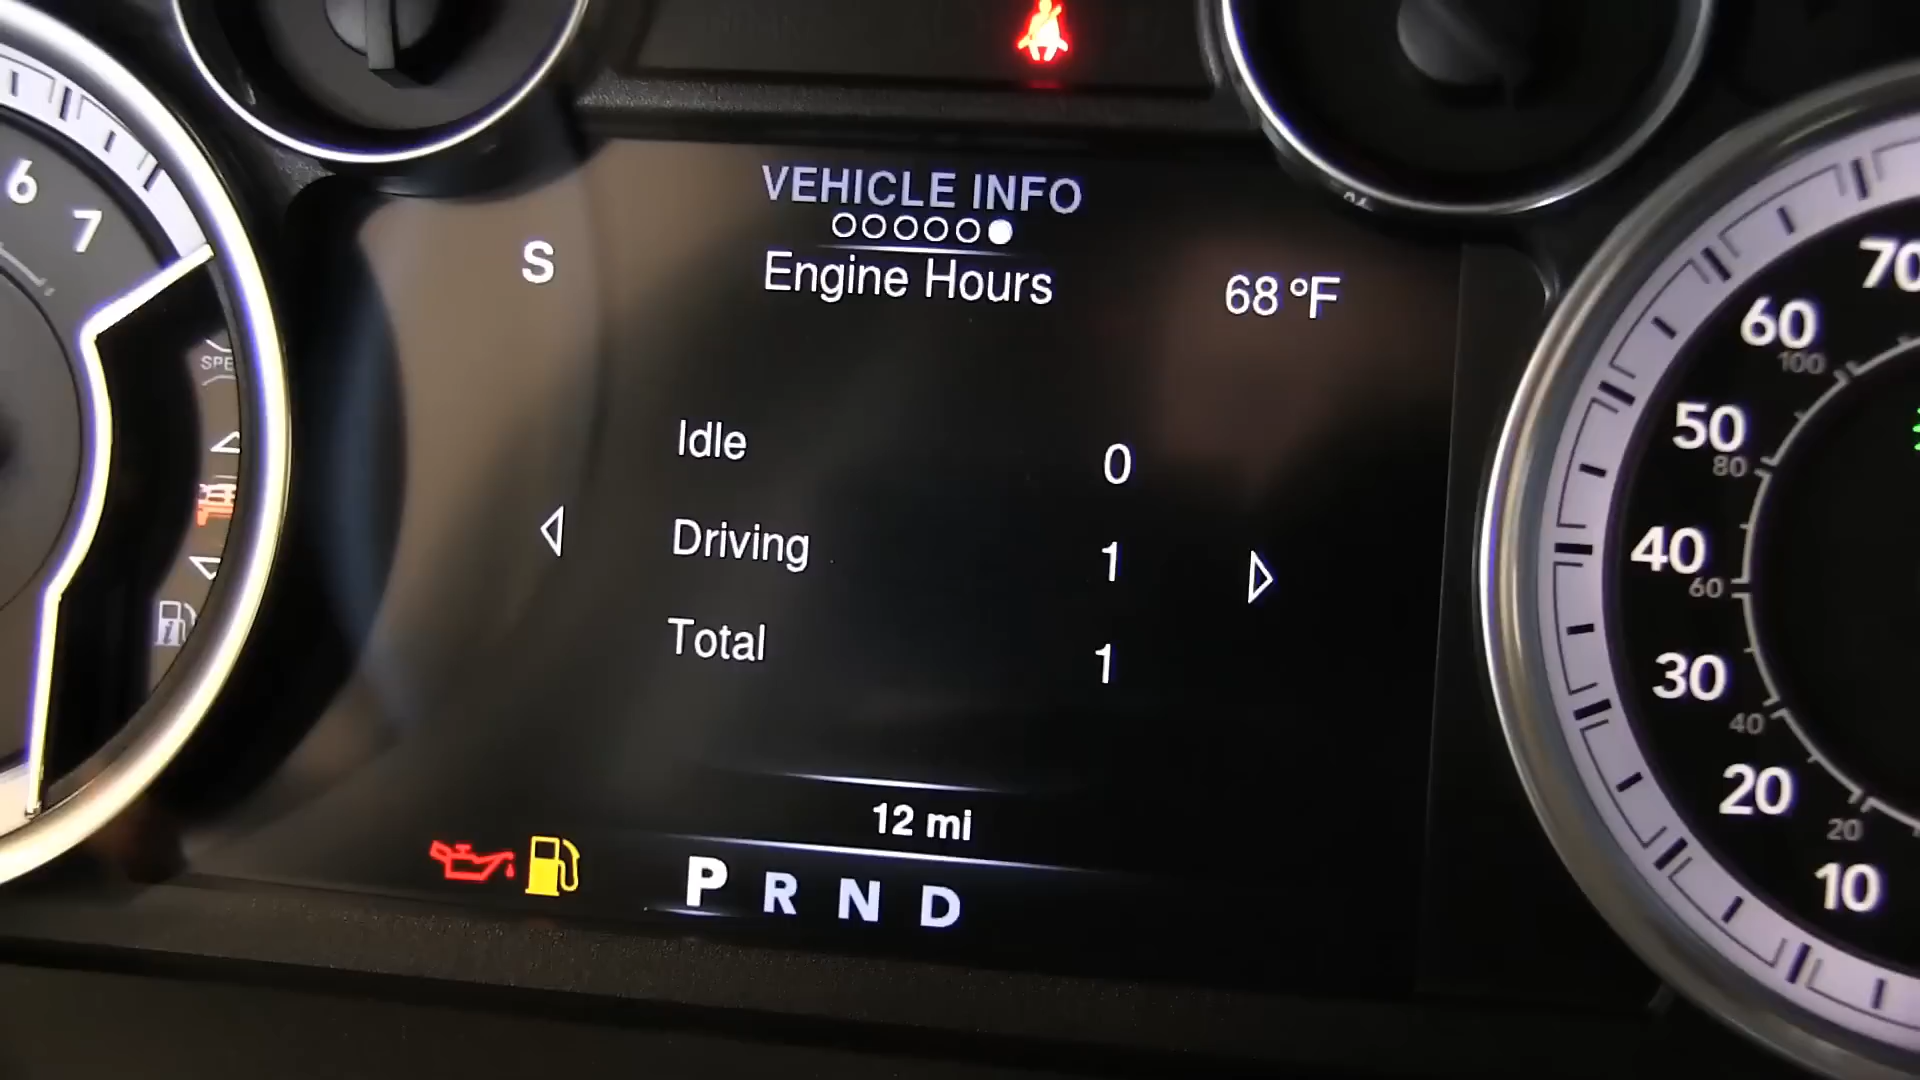 VEHICLE INFO
S
Engine Hours
68 °F
Idle 0
Driving 1
Total 1
12 mi
P R N D
6
7
SPE
70
60
100
50
80
40
60
30
40
20
20
10